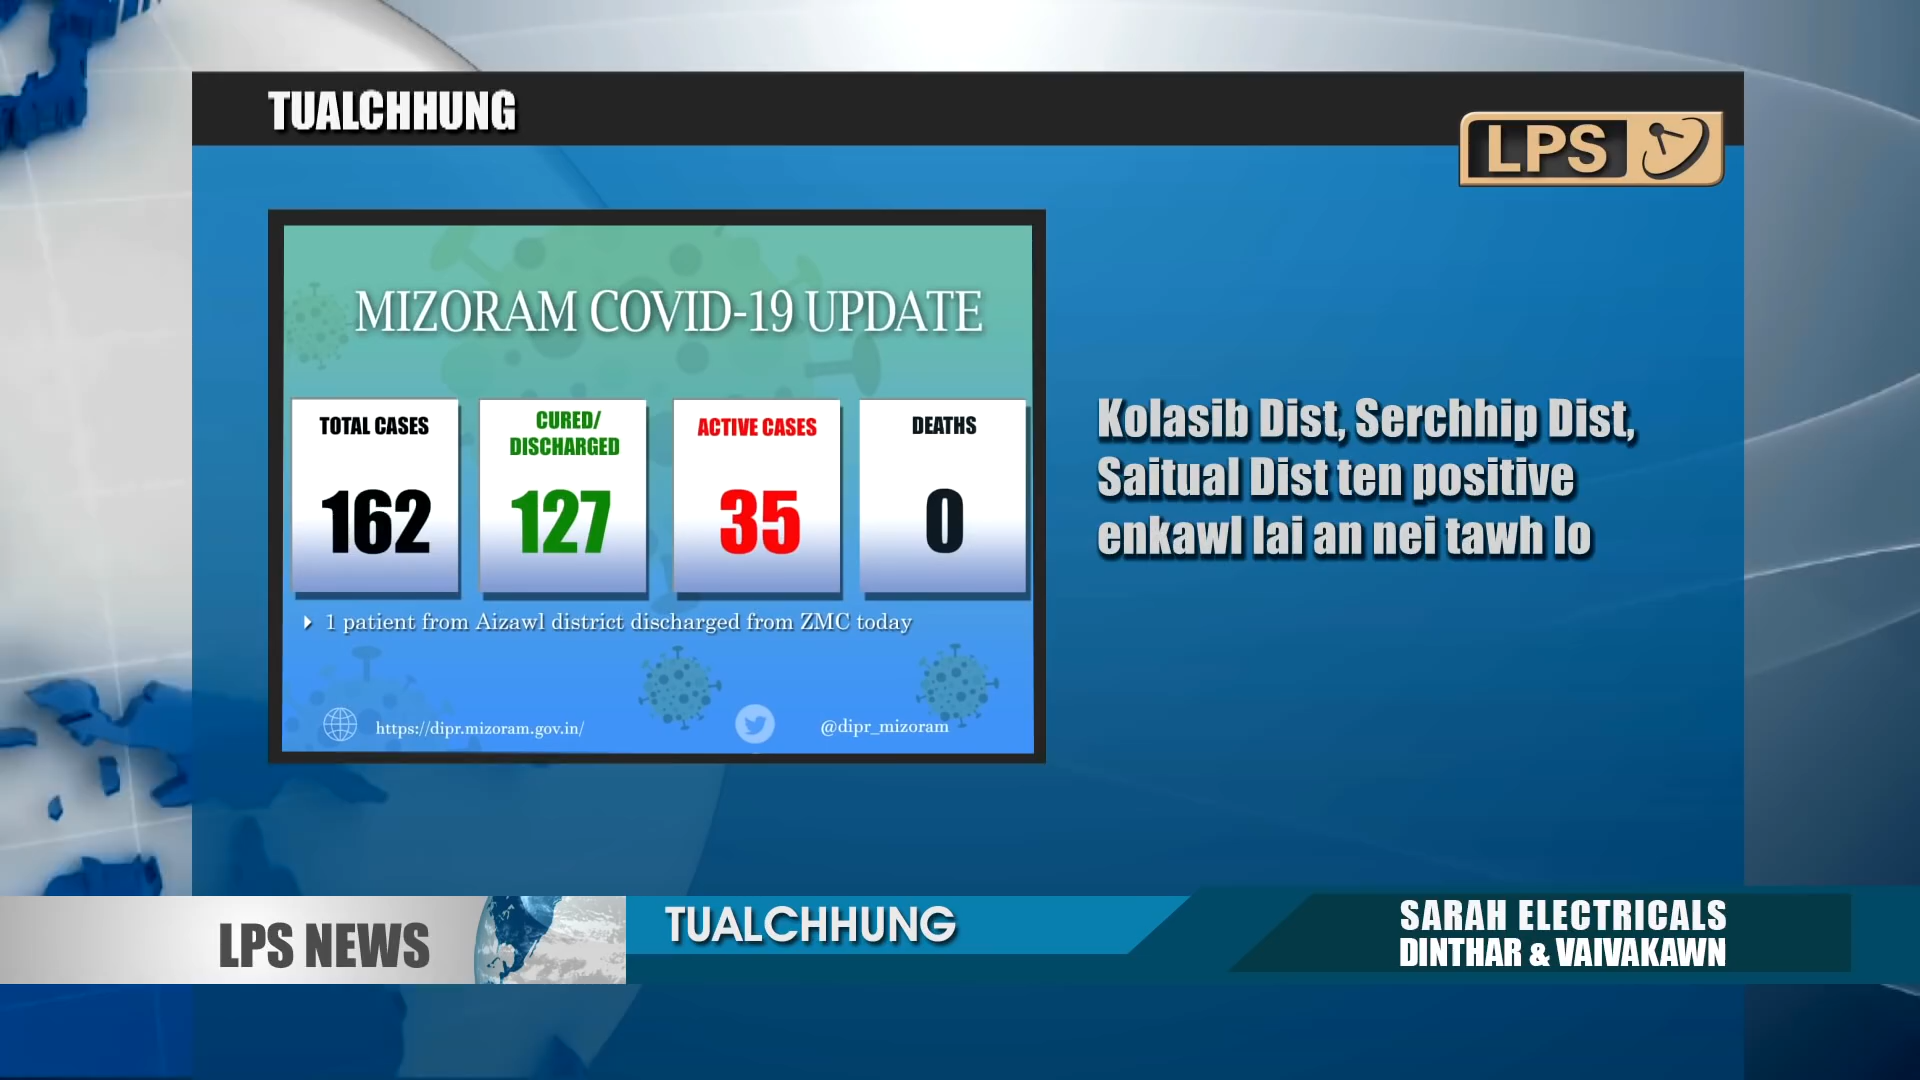 TUALCHHUNG
LPS
MIZORAM COVID-19 UPDATE
TOTAL CASES
162
CURED/
DISCHARGED
127
ACTIVE CASES
35
DEATHS
0
1 patient from Aizawl district discharged from ZMC today
https://dipr.mizoram.gov.in/
@dipr_mizoram
Kolasib Dist, Serchhip Dist,
Saitual Dist ten positive
enkawl lai an nei tawh lo
LPS NEWS
TUALCHHUNG
SARAH ELECTRICALS
DINTHAR & VAIVAKAWN